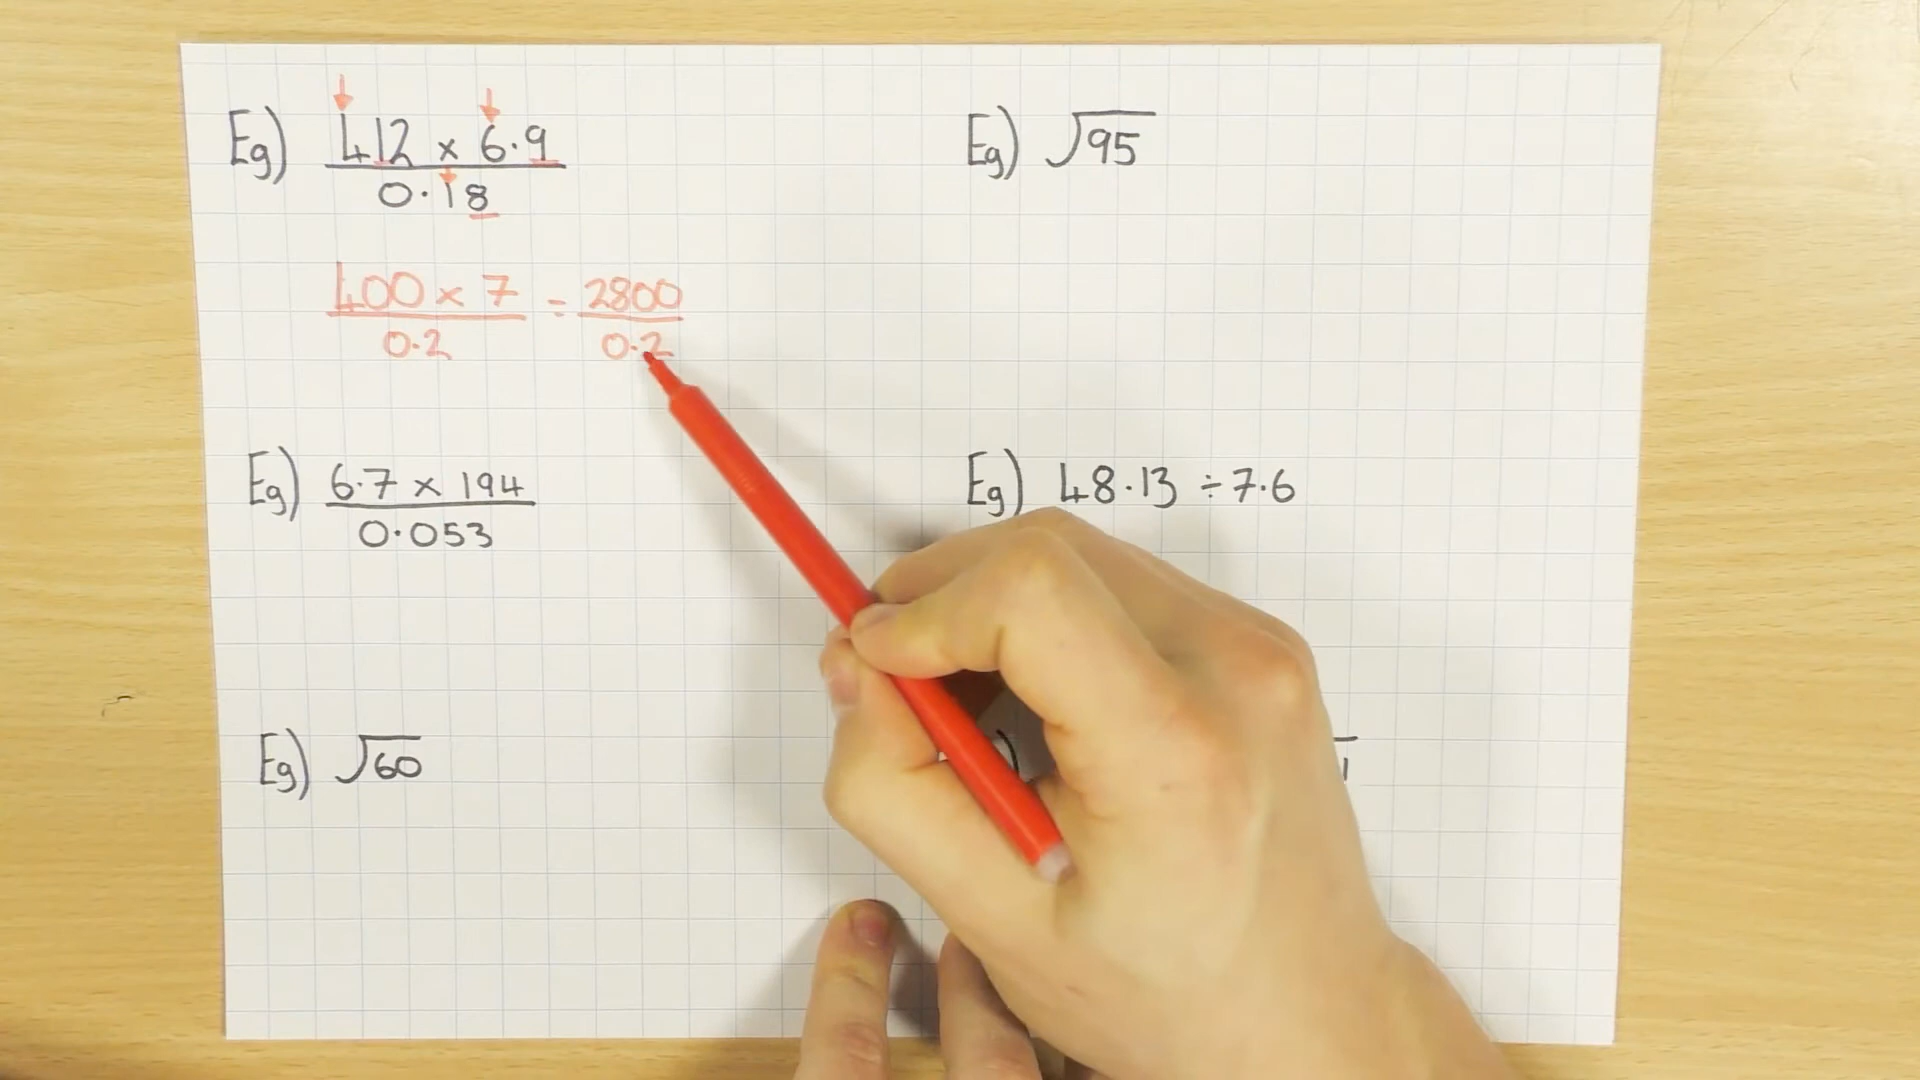 Eg) 412 × 6.9
0.18
400 × 7 = 2800
0.2 0.2
Eg) 6.7 × 194
0.053
Eg) √60
Eg) √95
Eg) 48.13 ÷ 7.6